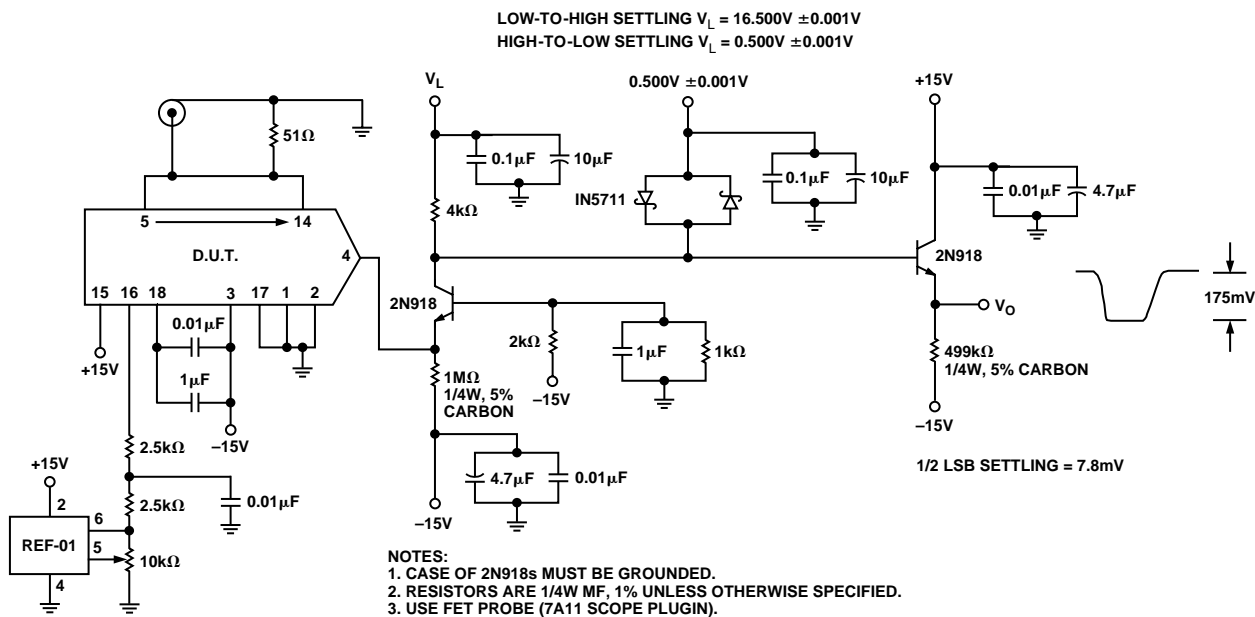 LOW-TO-HIGH SETTLING VL = 16.500V ±0.001V
HIGH-TO-LOW SETTLING VL = 0.500V ±0.001V
VL
0.500V ±0.001V
+15V
51Ω
0.1µF
10µF
0.1µF
10µF
0.01µF
4.7µF
IN5711
4kΩ
5
14
D.U.T.
4
2N918
15
16
18
3
17
1
2
2N918
VO
175mV
0.01µF
+15V
1µF
–15V
2kΩ
–15V
1µF
1kΩ
1MΩ
1/4W, 5%
CARBON
499kΩ
1/4W, 5% CARBON
–15V
2.5kΩ
+15V
2.5kΩ
0.01µF
4.7µF
0.01µF
–15V
1/2 LSB SETTLING = 7.8mV
2
6
REF-01
5
10kΩ
4
NOTES:
1. CASE OF 2N918s MUST BE GROUNDED.
2. RESISTORS ARE 1/4W MF, 1% UNLESS OTHERWISE SPECIFIED.
3. USE FET PROBE (7A11 SCOPE PLUGIN).